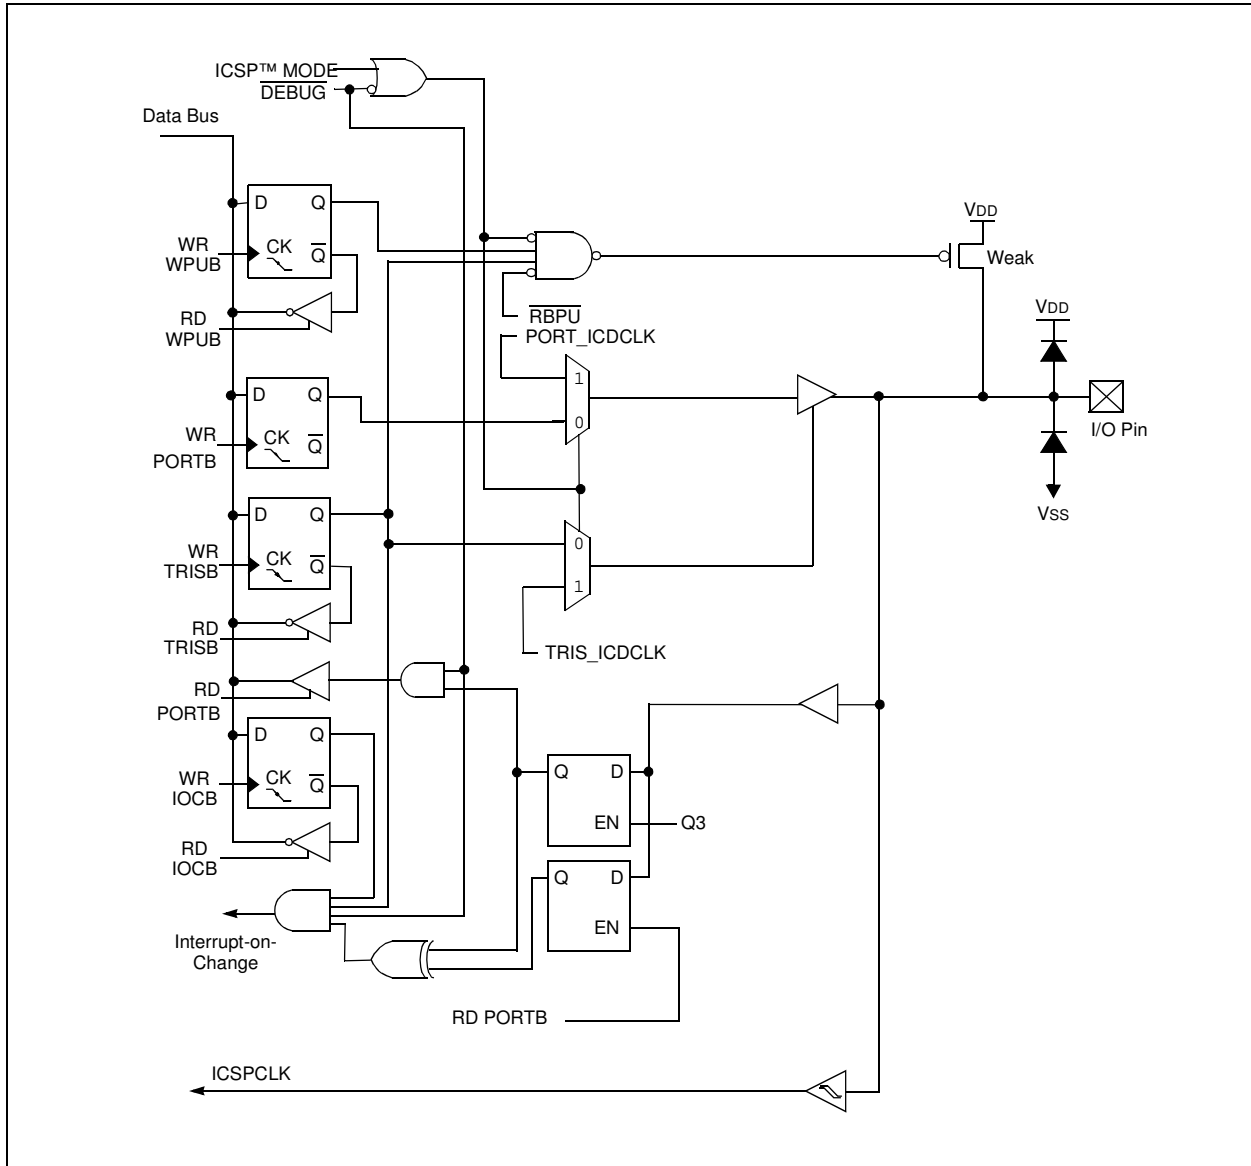 ICSP™ MODE
DEBUG
Data Bus
D Q
CK Q
WR
WPUB
RD
WPUB
VDD
Weak
RBPU
PORT_ICDCLK
VDD
1
0
D Q
CK Q
WR
PORTB
I/O Pin
VSS
D Q
CK Q
WR
TRISB
0
1
RD
TRISB
TRIS_ICDCLK
RD
PORTB
D Q
CK Q
WR
IOCB
Q D
EN
Q3
RD
IOCB
Q D
EN
Interrupt-on-
Change
RD PORTB
ICSPCLK